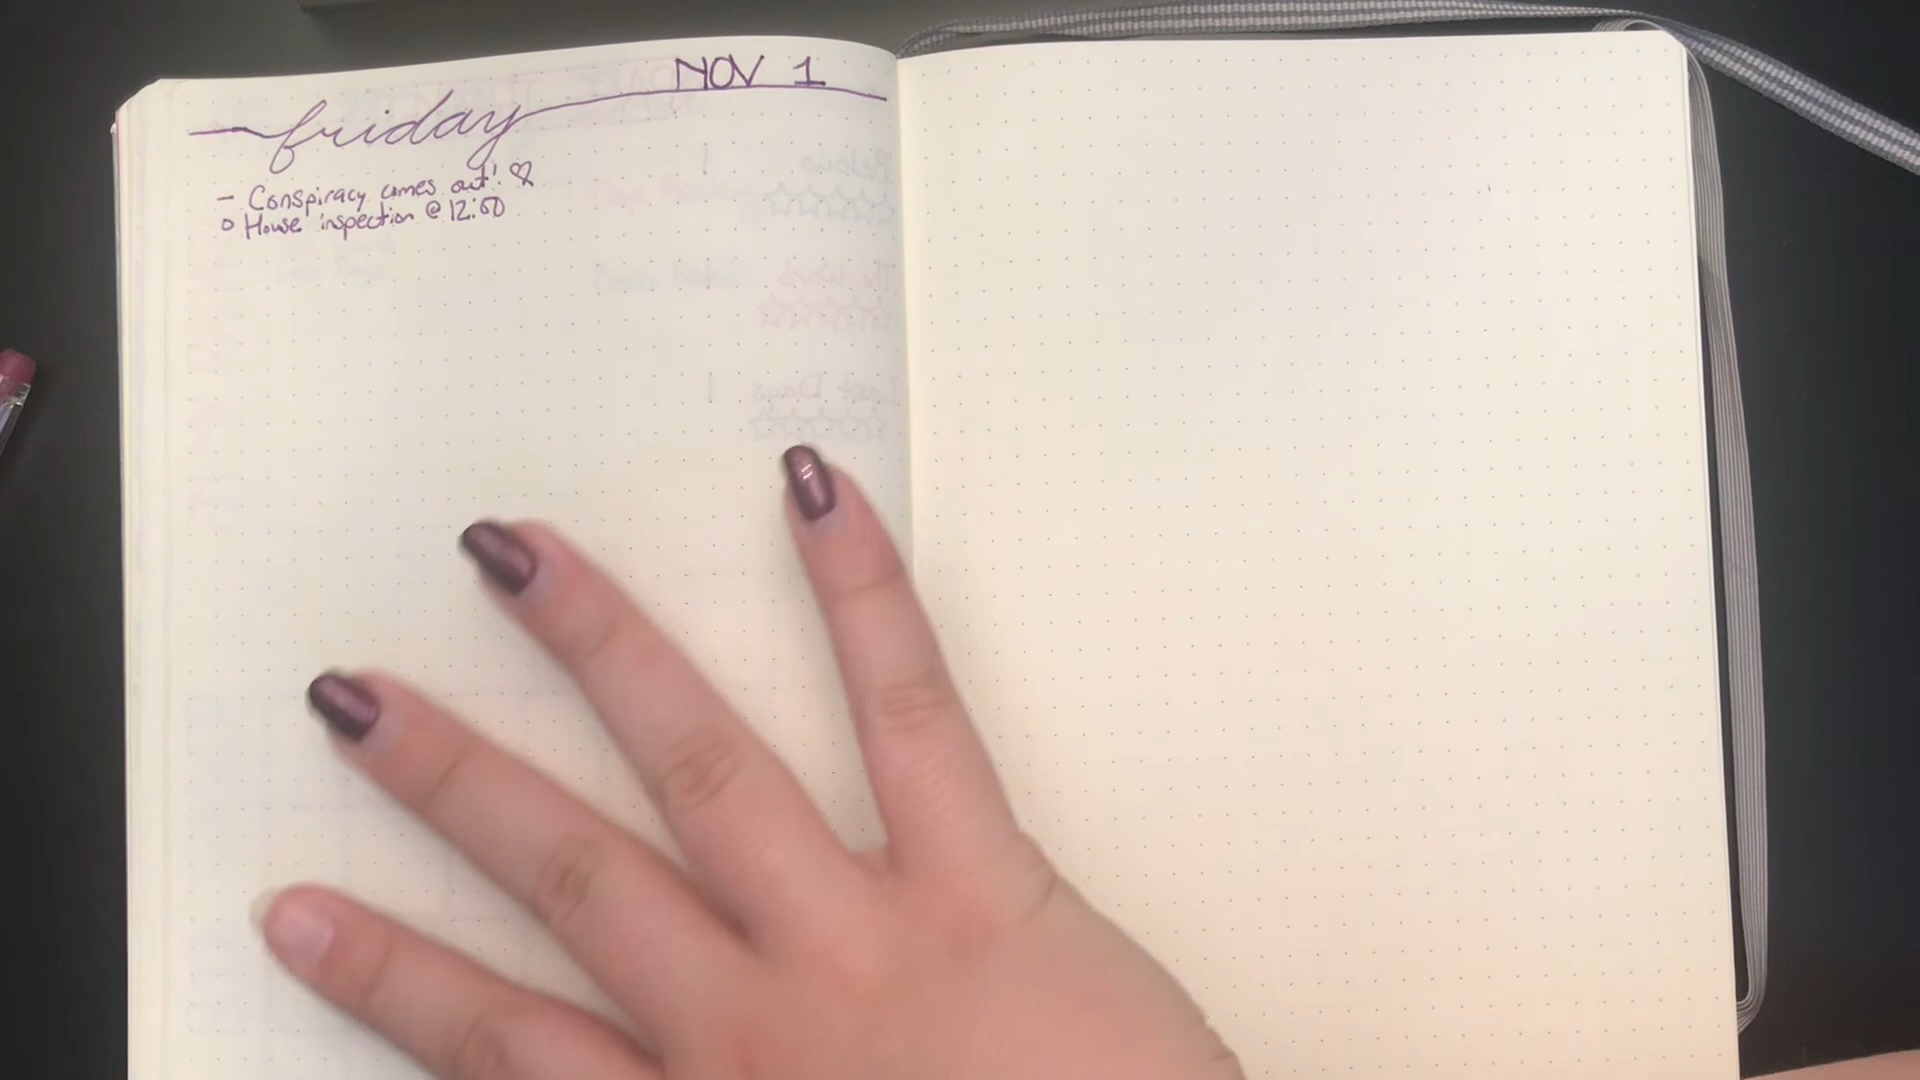 NOV 1
friday
- Conspiracy comes out! ♡
o House inspection @ 12:00